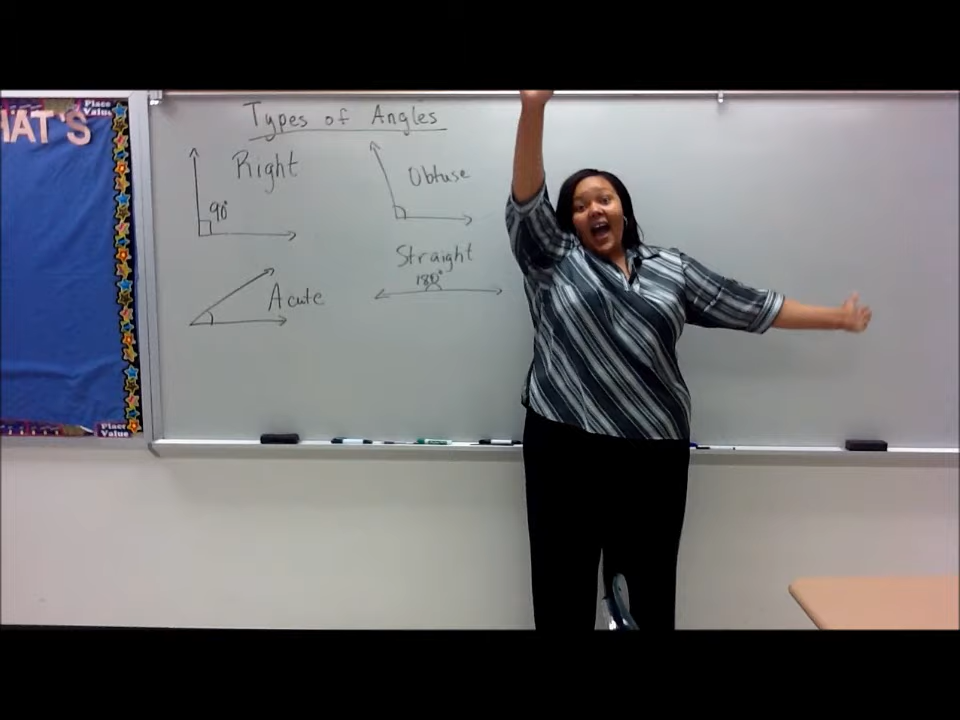 Place
Value
HAT'S
Types of Angles
Right
90°
Obtuse
Straight
180°
Acute
Place
Value